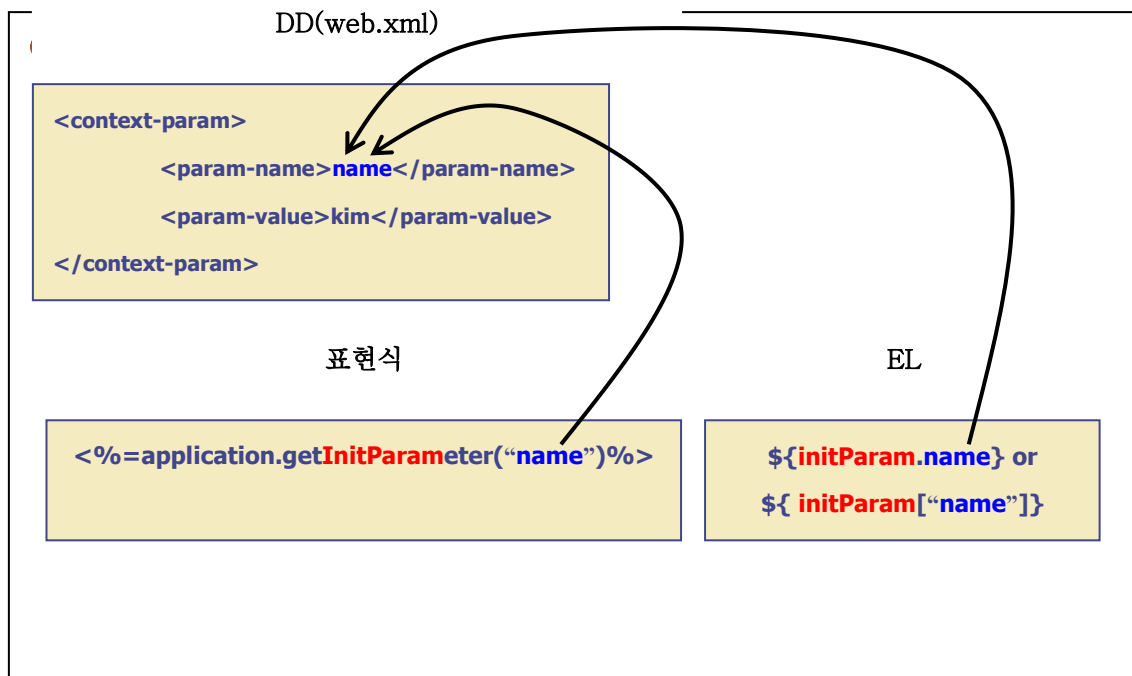 DD(web.xml)
<context-param>
<param-name>name</param-name>
<param-value>kim</param-value>
</context-param>
표현식
EL
<%=application.getInitParameter(“name”)%>
${initParam.name} or
${ initParam[“name”]}